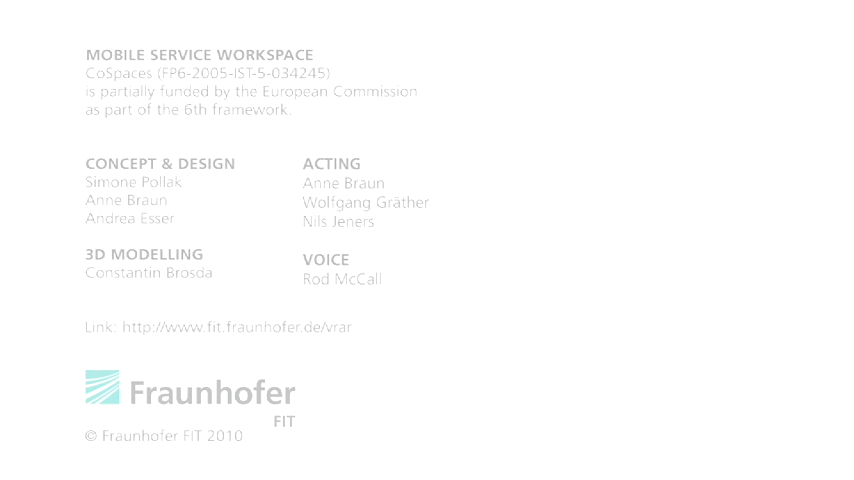 MOBILE SERVICE WORKSPACE
CoSpaces (FP6-2005-IST-5-034245)
is partially funded by the European Commission
as part of the 6th framework.
CONCEPT & DESIGN
Simone Pollak
Anne Braun
Andrea Esser
3D MODELLING
Constantin Brosda
ACTING
Anne Braun
Wolfgang Gräther
Nils Jeners
VOICE
Rod McCall
Link: http://www.fit.fraunhofer.de/vrar
Fraunhofer
FIT
© Fraunhofer FIT 2010